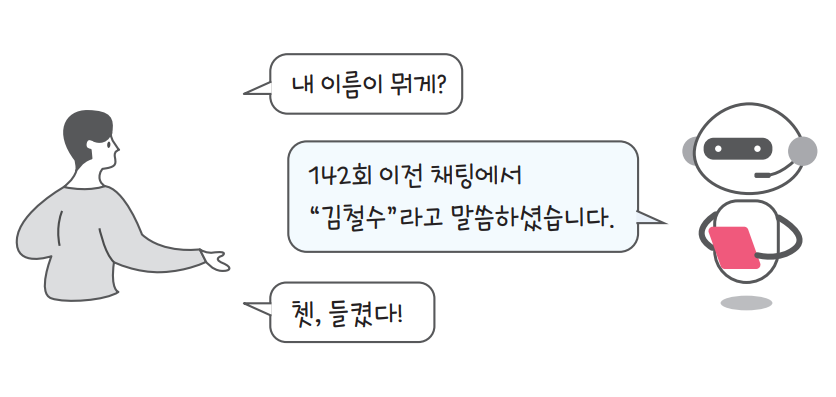 내 이름이 뭐게?
142회 이전 채팅에서
“김철수”라고 말씀하셨습니다.
쳇, 들켰다!